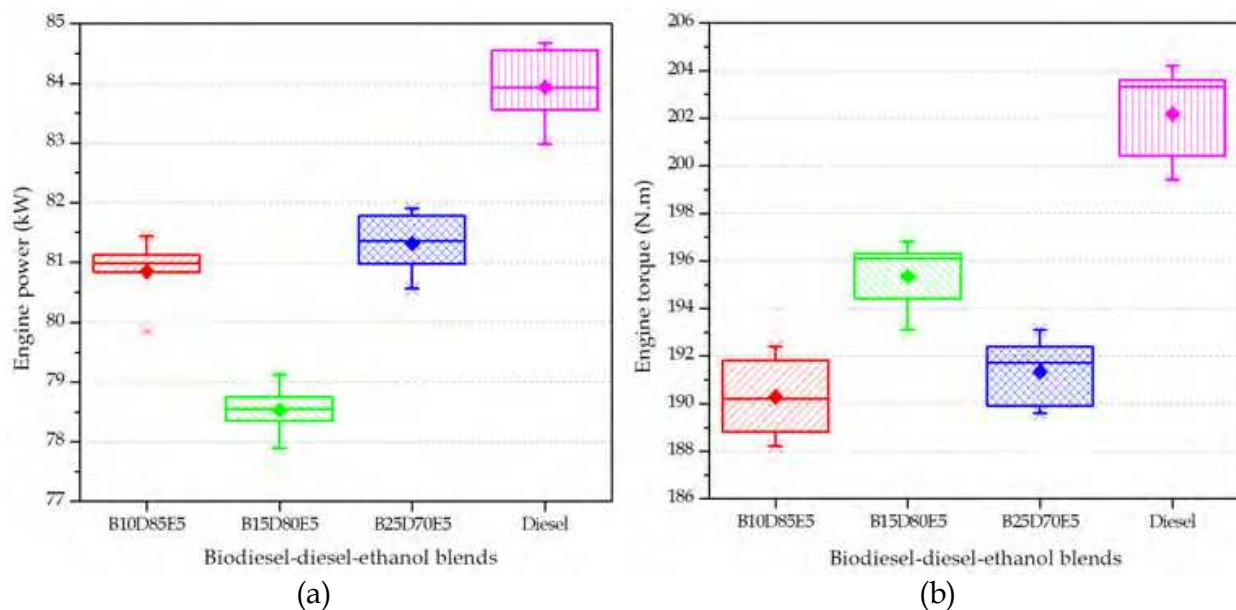 85
84
83
82
81
80
79
78
77
Engine power (kW)
B10D85E5 B15D80E5 B25D70E5 Diesel
Biodiesel-diesel-ethanol blends
(a)
206
204
202
200
198
196
194
192
190
188
186
Engine torque (N.m)
B10D85E5 B15D80E5 B25D70E5 Diesel
Biodiesel-diesel-ethanol blends
(b)